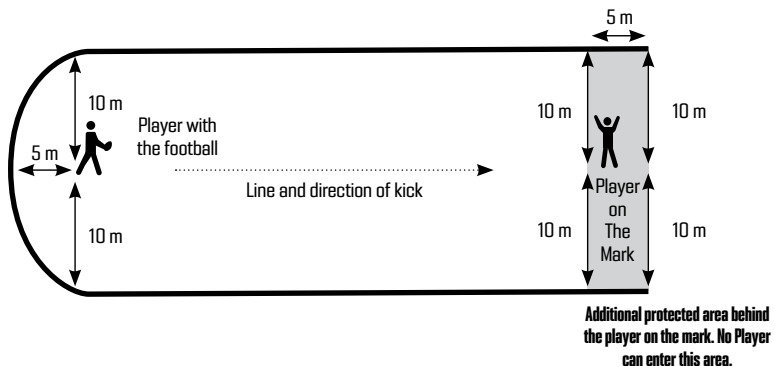 5 m
10 m
Player with
the football
10 m
10 m
5 m
Line and direction of kick
Player
on
The
Mark
10 m
10 m
10 m
Additional protected area behind
the player on the mark. No Player
can enter this area.